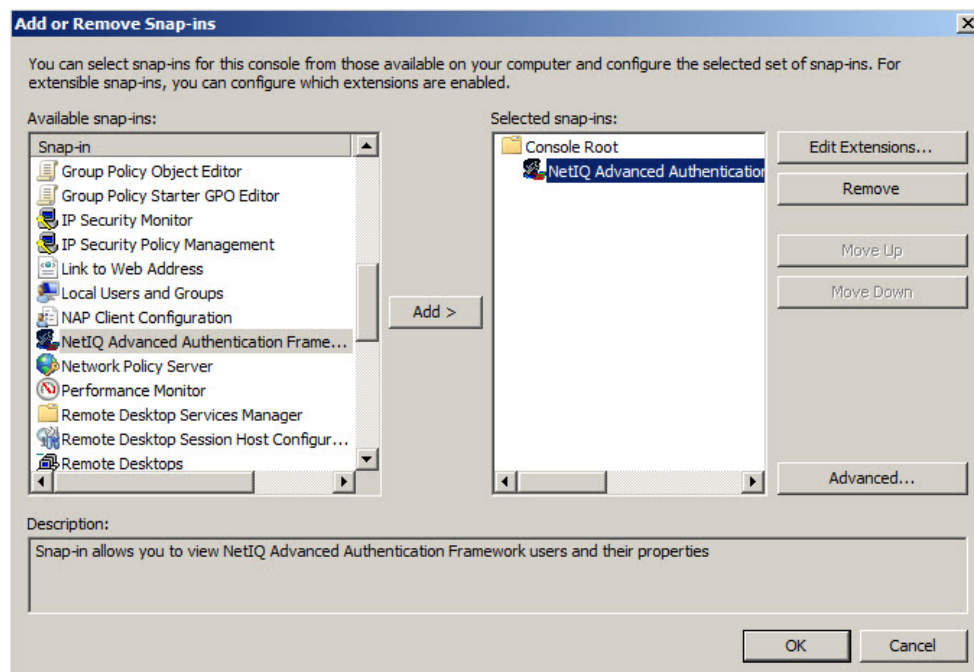 Add or Remove Snap-ins
You can select snap-ins for this console from those available on your computer and configure the selected set of snap-ins. For
extensible snap-ins, you can configure which extensions are enabled.
Available snap-ins:
Snap-in
Group Policy Object Editor
Group Policy Starter GPO Editor
IP Security Monitor
IP Security Policy Management
Link to Web Address
Local Users and Groups
NAP Client Configuration
NetIQ Advanced Authentication Frame...
Network Policy Server
Performance Monitor
Remote Desktop Services Manager
Remote Desktop Session Host Configur...
Remote Desktops
Add >
Selected snap-ins:
Console Root
NetIQ Advanced Authentication
Edit Extensions...
Remove
Move Up
Move Down
Advanced...
Description:
Snap-in allows you to view NetIQ Advanced Authentication Framework users and their properties
OK
Cancel